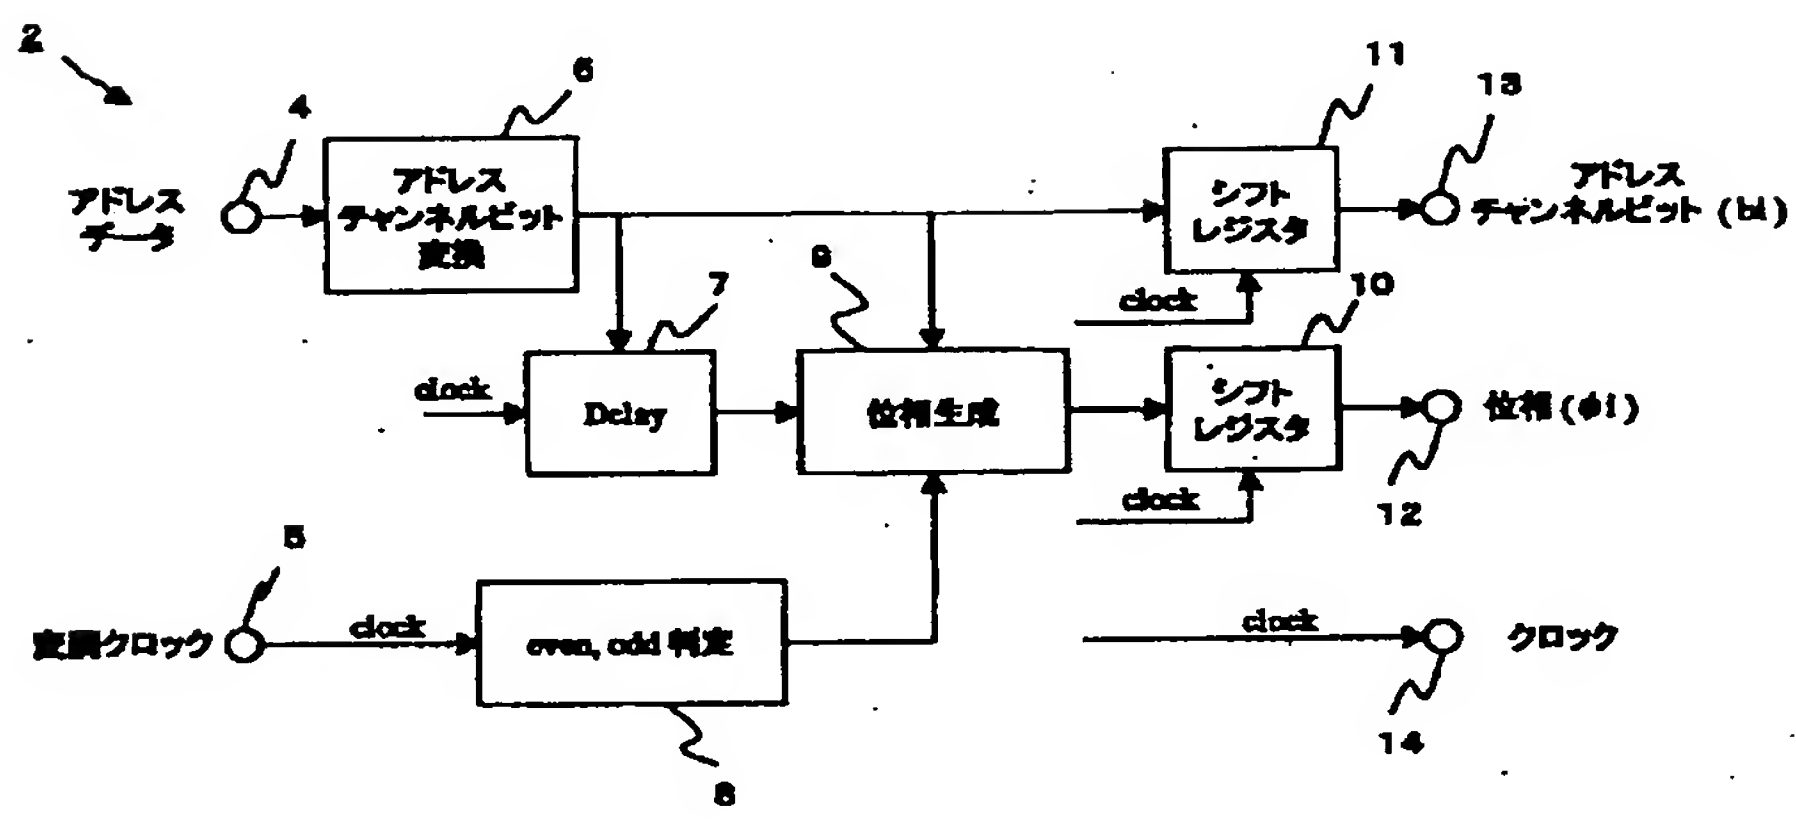 2
4
6
11
13
アドレス
データ
アドレス
チャンネルビット
変換
シフト
レジスタ
アドレス
チャンネルビット (bi)
7
9
clock
10
clock
Delay
位相生成
シフト
レジスタ
位相 (φi)
clock
12
5
変調クロック
clock
even, odd 判定
clock
クロック
14
8